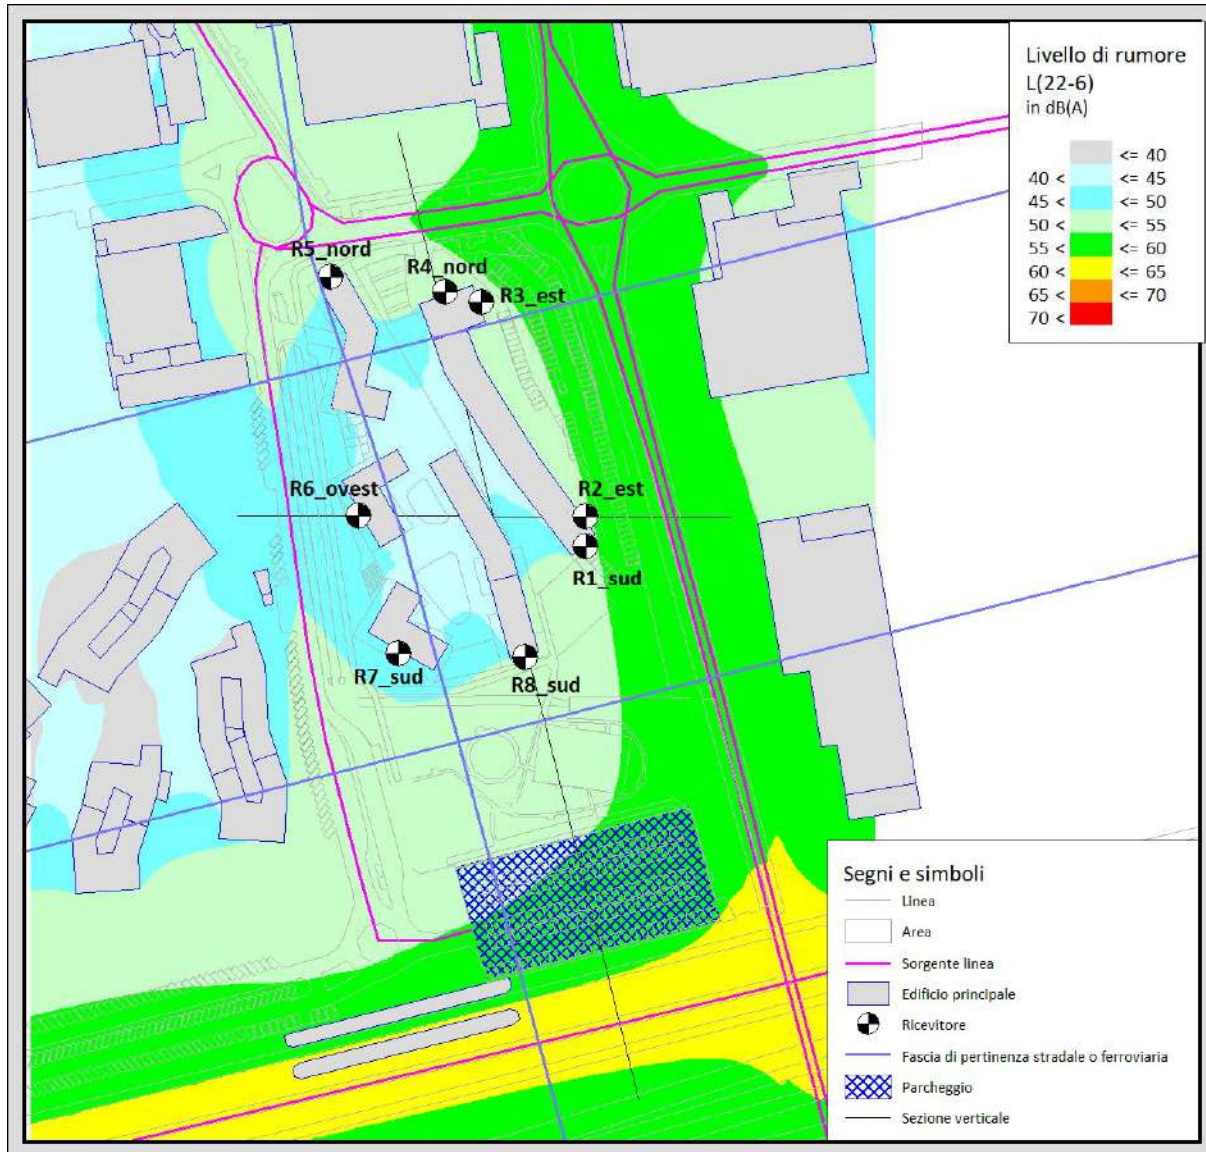 Livello di rumore
L(22-6)
in dB(A)
<= 40
40 < <= 45
45 < <= 50
50 < <= 55
55 < <= 60
60 < <= 65
65 < <= 70
70 <
R5_nord
R4_nord
R3_est
R6_ovest
R2_est
R1_sud
R7_sud
R8_sud
Segni e simboli
Linea
Area
Sorgente linea
Edificio principale
Ricevitore
Fascia di pertinenza stradale o ferroviaria
Parcheggio
Sezione verticale